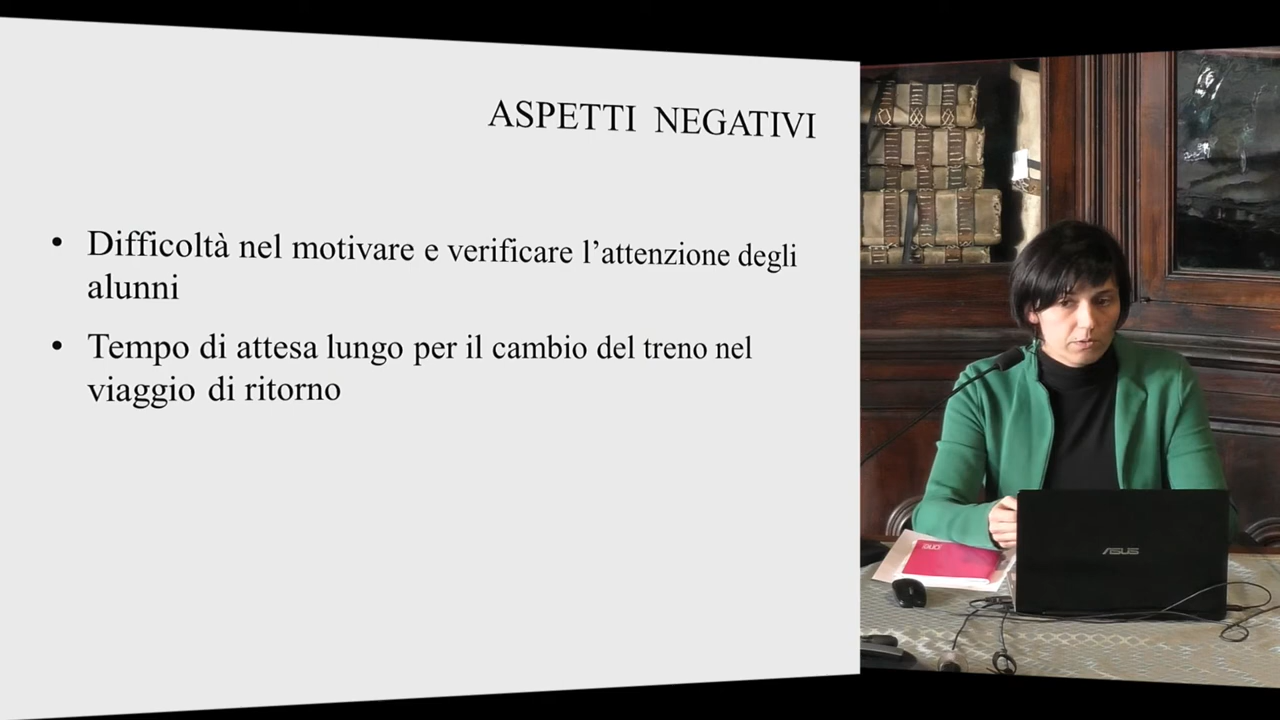 ASPETTI NEGATIVI
• Difficoltà nel motivare e verificare l’attenzione degli
alunni
• Tempo di attesa lungo per il cambio del treno nel
viaggio di ritorno
ASUS